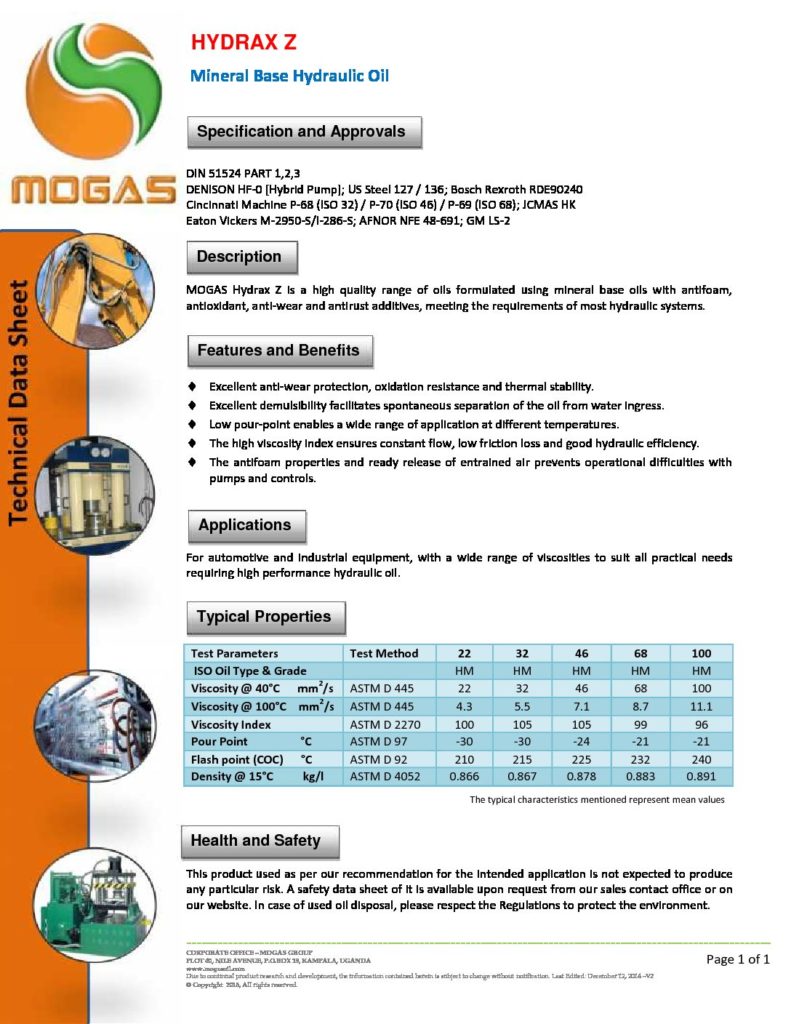 HYDRAX Z
Mineral Base Hydraulic Oil
MOGAS
Technical Data Sheet
Specification and Approvals
DIN 51524 PART 1,2,3
DENISON HF-0 [Hybrid Pump]; US Steel 127 / 136; Bosch Rexroth RDE90240
Cincinnati Machine P-68 (ISO 32) / P-70 (ISO 46) / P-69 (ISO 68); JCMAS HK
Eaton Vickers M-2950-S/I-286-S; AFNOR NFE 48-691; GM LS-2
Description
MOGAS Hydrax Z is a high quality range of oils formulated using mineral base oils with antifoam,
antioxidant, anti-wear and antirust additives, meeting the requirements of most hydraulic systems.
Features and Benefits
♦ Excellent anti-wear protection, oxidation resistance and thermal stability.
♦ Excellent demulsibility facilitates spontaneous separation of the oil from water ingress.
♦ Low pour-point enables a wide range of application at different temperatures.
♦ The high viscosity index ensures constant flow, low friction loss and good hydraulic efficiency.
♦ The antifoam properties and ready release of entrained air prevents operational difficulties with
pumps and controls.
Applications
For automotive and industrial equipment, with a wide range of viscosities to suit all practical needs
requiring high performance hydraulic oil.
Typical Properties
Test Parameters Test Method 22 32 46 68 100
ISO Oil Type & Grade HM HM HM HM HM
Viscosity @ 40°C mm²/s ASTM D 445 22 32 46 68 100
Viscosity @ 100°C mm²/s ASTM D 445 4.3 5.5 7.1 8.7 11.1
Viscosity Index ASTM D 2270 100 105 105 99 96
Pour Point °C ASTM D 97 -30 -30 -24 -21 -21
Flash point (COC) °C ASTM D 92 210 215 225 232 240
Density @ 15°C kg/l ASTM D 4052 0.866 0.867 0.878 0.883 0.891
The typical characteristics mentioned represent mean values
Health and Safety
This product used as per our recommendation for the intended application is not expected to produce
any particular risk. A safety data sheet of it is available upon request from our sales contact office or on
our website. In case of used oil disposal, please respect the Regulations to protect the environment.
CORPORATE OFFICE – MOGAS GROUP
NILE AVENUE, P.O.BOX KAMPALA, UGANDA
Due to continual product research and development, the information contained herein is subject to change without notification. Last Edited: December 12, 2016 –V2
© Copyright All rights reserved.
Page 1 of 1